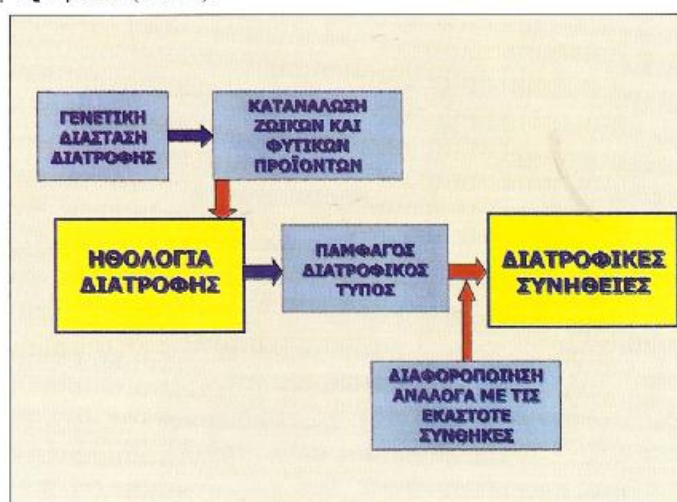 ΓΕΝΕΤΙΚΗ
ΔΙΑΣΤΑΣΗ
ΔΙΑΤΡΟΦΗΣ
ΚΑΤΑΝΑΛΩΣΗ
ΖΩΙΚΩΝ ΚΑΙ
ΦΥΤΙΚΩΝ
ΠΡΟΪΟΝΤΩΝ
ΗΘΟΛΟΓΙΑ
ΔΙΑΤΡΟΦΗΣ
ΠΑΜΦΑΓΟΣ
ΔΙΑΤΡΟΦΙΚΟΣ
ΤΥΠΟΣ
ΔΙΑΤΡΟΦΙΚΕΣ
ΣΥΝΗΘΕΙΕΣ
ΔΙΑΦΟΡΟΠΟΙΗΣΗ
ΑΝΑΛΟΓΑ ΜΕ ΤΙΣ
ΕΚΑΣΤΟΤΕ
ΣΥΝΘΗΚΕΣ